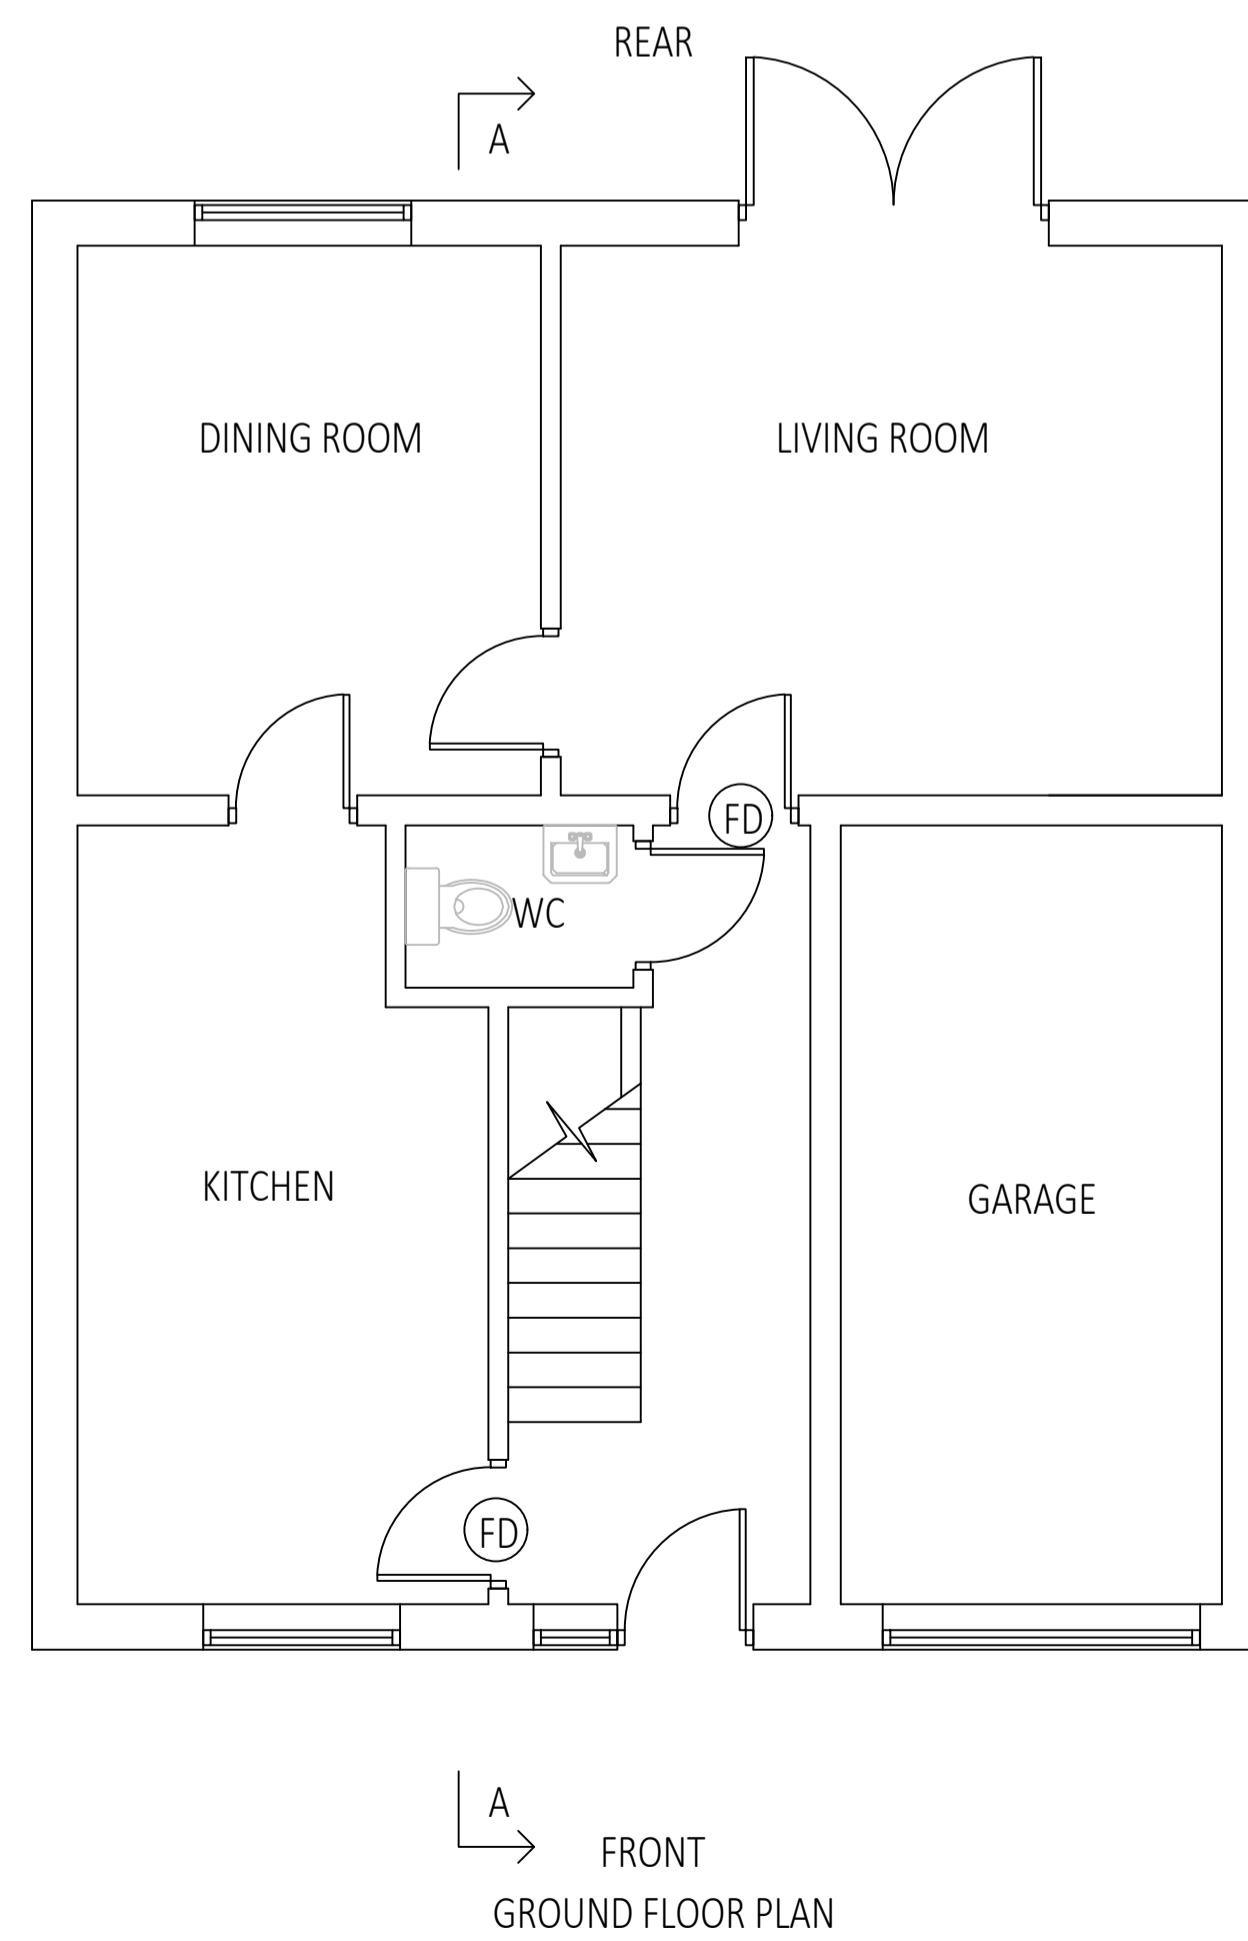 REAR
A
DINING ROOM
LIVING ROOM
FD
WC
KITCHEN
GARAGE
FD
A
FRONT
GROUND FLOOR PLAN